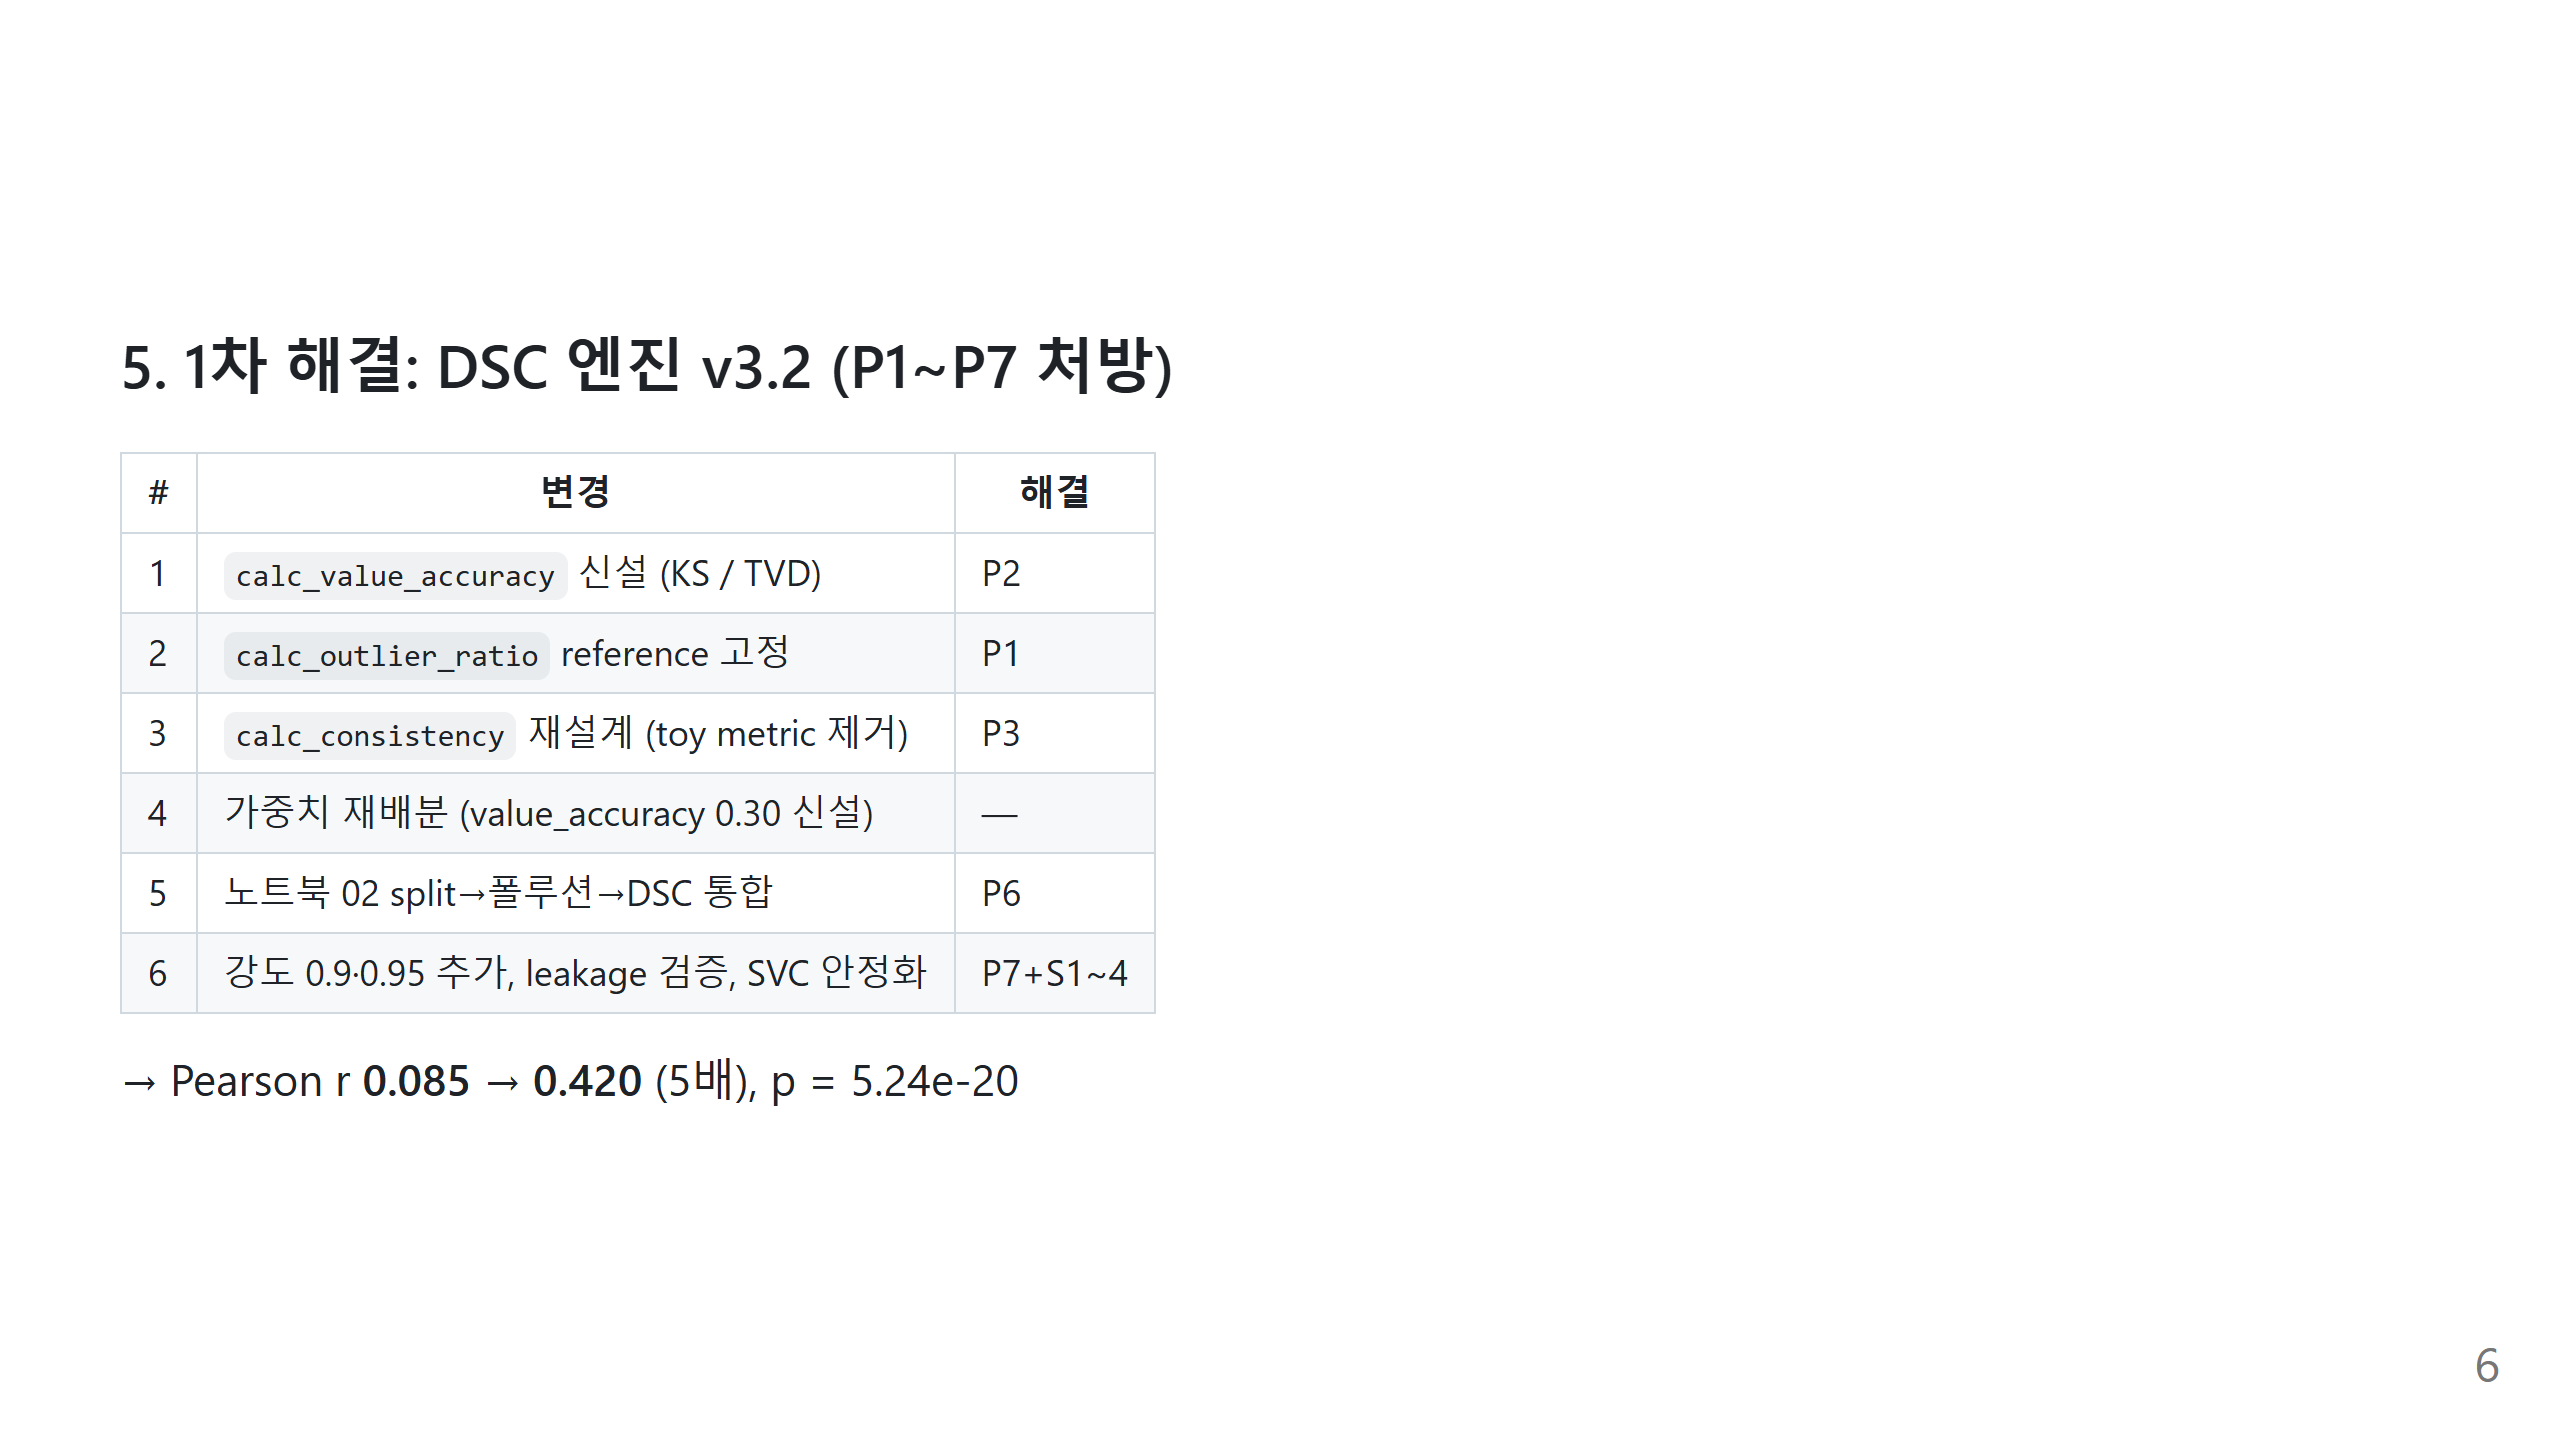 5. 1차 해결: DSC 엔진 v3.2 (P1~P7 처방)
# 변경 해결
1 calc_value_accuracy 신설 (KS / TVD) P2
2 calc_outlier_ratio reference 고정 P1
3 calc_consistency 재설계 (toy metric 제거) P3
4 가중치 재배분 (value_accuracy 0.30 신설) —
5 노트북 02 split→폴루션→DSC 통합 P6
6 강도 0.9·0.95 추가, leakage 검증, SVC 안정화 P7+S1~4
→ Pearson r 0.085 → 0.420 (5배), p = 5.24e-20
6